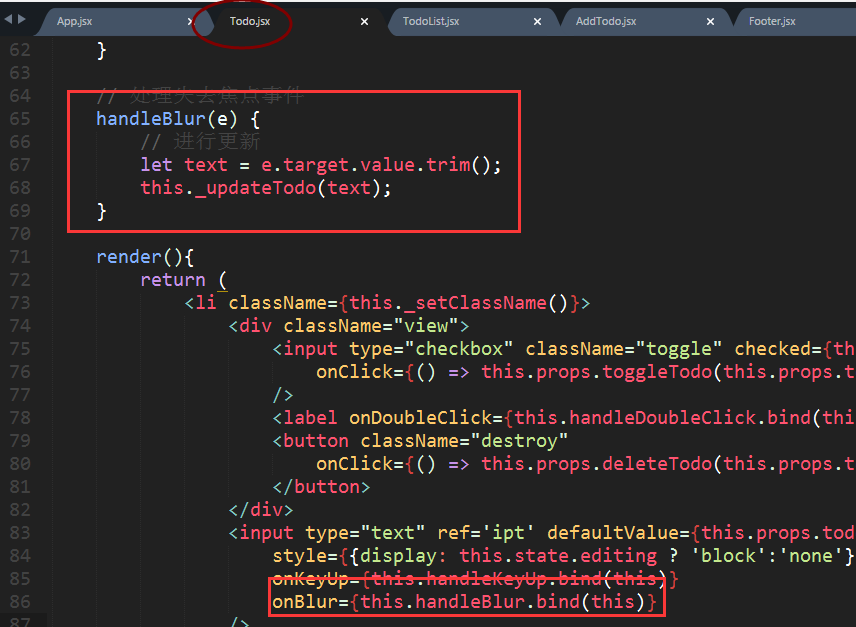 App.jsx × Todo.jsx × TodoList.jsx × AddTodo.jsx × Footer.jsx
62 }
63
64 // 处理失去焦点事件
65 handleBlur(e) {
66 // 进行更新
67 let text = e.target.value.trim();
68 this._updateTodo(text);
69 }
70
71 render(){
72 return (
73 <li className={this._setClassName()}>
74 <div className="view">
75 <input type="checkbox" className="toggle" checked={th
76 onClick={() => this.props.toggleTodo(this.props.t
77 />
78 <label onDoubleClick={this.handleDoubleClick.bind(thi
79 <button className="destroy"
80 onClick={() => this.props.deleteTodo(this.props.t
81 </button>
82 </div>
83 <input type="text" ref='ipt' defaultValue={this.props.tod
84 style={{display: this.state.editing ? 'block':'none'}
85 onKeyUp={this.handleKeyUp.bind(this)}
86 onBlur={this.handleBlur.bind(this)}
87 />